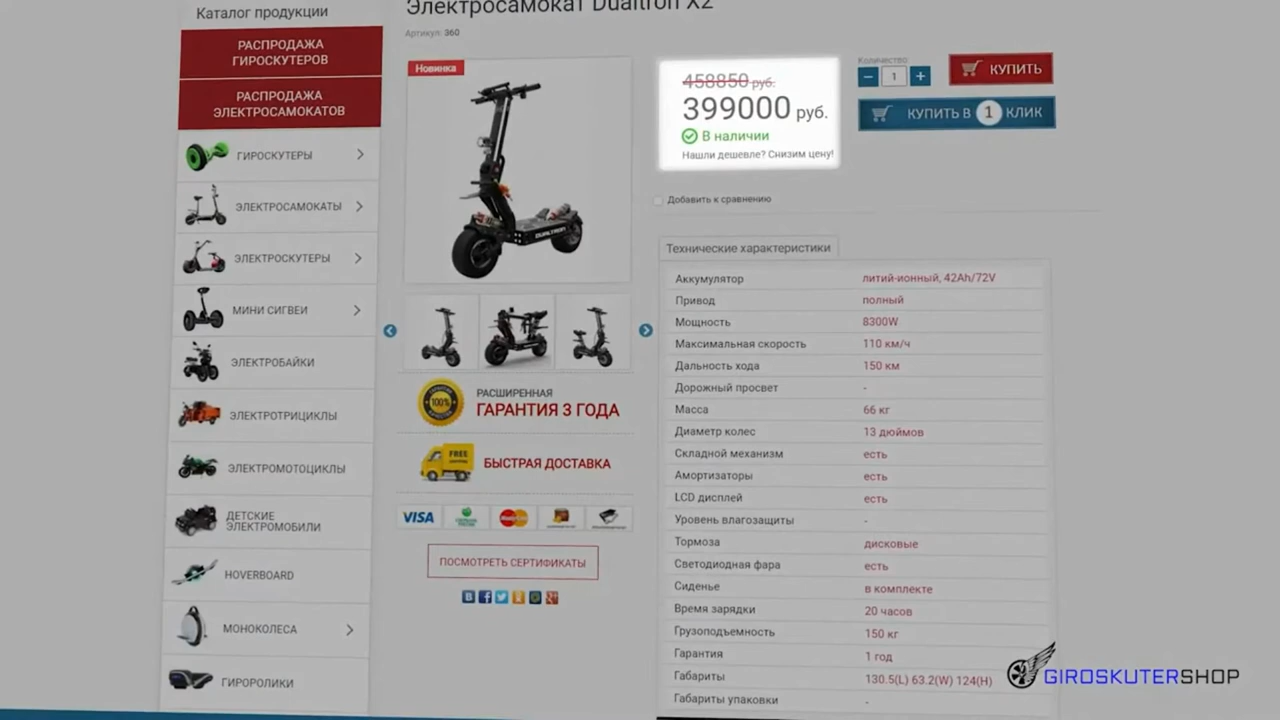 Каталог продукции
РАСПРОДАЖА
ГИРОСКУТЕРОВ
РАСПРОДАЖА
ЭЛЕКТРОСАМОКАТОВ
ГИРОСКУТЕРЫ
ЭЛЕКТРОСАМОКАТЫ
ЭЛЕКТРОСКУТЕРЫ
МИНИ СИГВЕИ
ЭЛЕКТРОБАЙКИ
ЭЛЕКТРОТРИЦИКЛЫ
ЭЛЕКТРОМОТОЦИКЛЫ
ДЕТСКИЕ
ЭЛЕКТРОМОБИЛИ
HOVERBOARD
МОНОКОЛЕСА
ГИРОРОЛИКИ
Электросамокат Dualtron X2
Артикул: 360
Новинка
DUALTRON
РАСШИРЕННАЯ
ГАРАНТИЯ 3 ГОДА
100%
FREE
БЫСТРАЯ ДОСТАВКА
VISA
ПОСМОТРЕТЬ СЕРТИФИКАТЫ
458850 руб.
399000 руб.
В наличии
Нашли дешевле? Снизим цену!
Количество
1
КУПИТЬ
КУПИТЬ В 1 КЛИК
Добавить к сравнению
Технические характеристики
Аккумулятор литий-ионный, 42Ah/72V
Привод полный
Мощность 8300W
Максимальная скорость 110 км/ч
Дальность хода 150 км
Дорожный просвет -
Масса 66 кг
Диаметр колес 13 дюймов
Складной механизм есть
Амортизаторы есть
LCD дисплей есть
Уровень влагозащиты -
Тормоза дисковые
Светодиодная фара есть
Сиденье в комплекте
Время зарядки 20 часов
Грузоподъемность 150 кг
Гарантия 1 год
Габариты 130.5(L) 63.2(W) 124(H)
Габариты упаковки -
GIROSKUTERSHOP